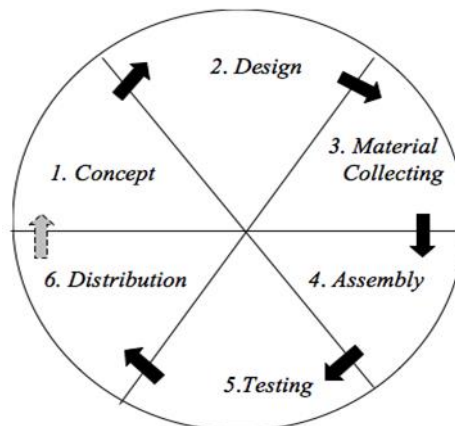 2. Design
3. Material
Collecting
1. Concept
6. Distribution
4. Assembly
5.Testing